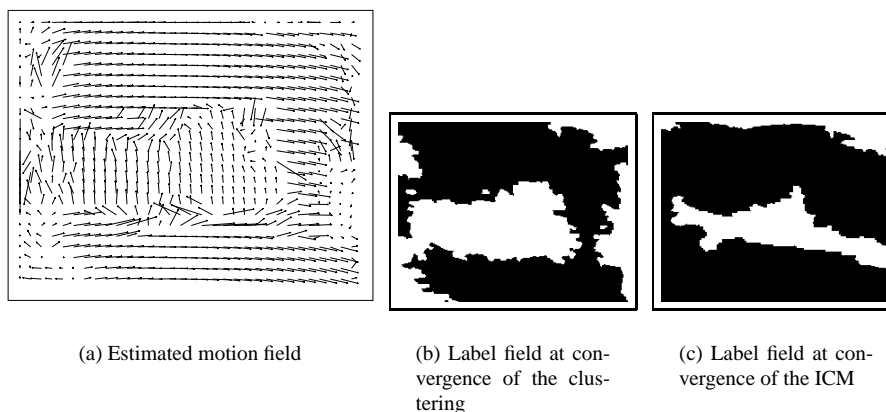 (a) Estimated motion field
(b) Label field at con-
vergence of the clus-
tering
(c) Label field at con-
vergence of the ICM